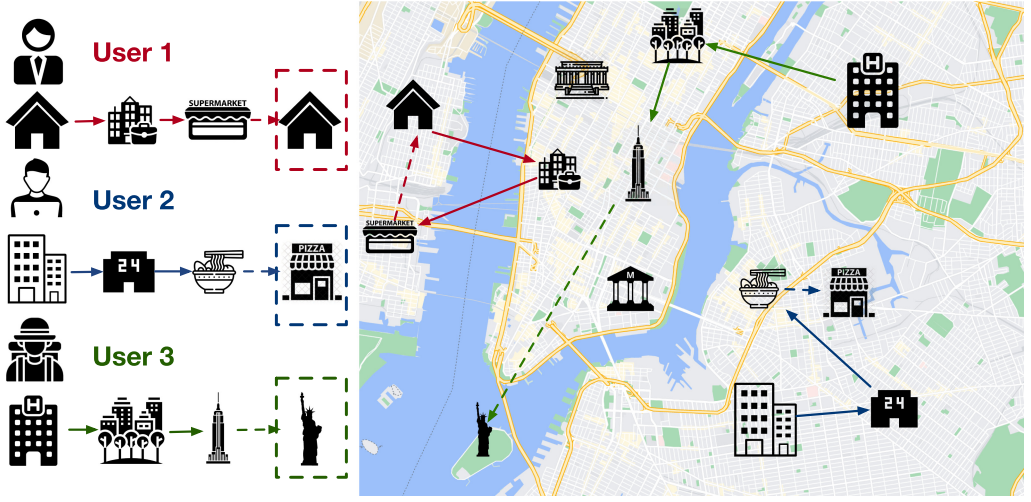 User 1
SUPERMARKET
User 2
24
PIZZA
User 3
H
H
M
SUPERMARKET
PIZZA
24